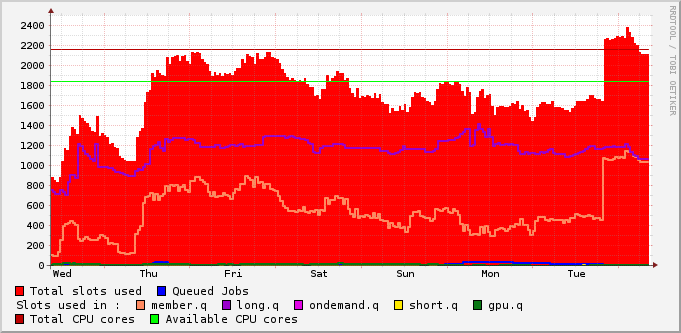 RRDTOOL / TOBI OETIKER
2400
2200
2000
1800
1600
1400
1200
1000
800
600
400
200
0
Wed Thu Fri Sat Sun Mon Tue
Total slots used Queued Jobs
Slots used in : member.q long.q ondemand.q short.q gpu.q
Total CPU cores Available CPU cores